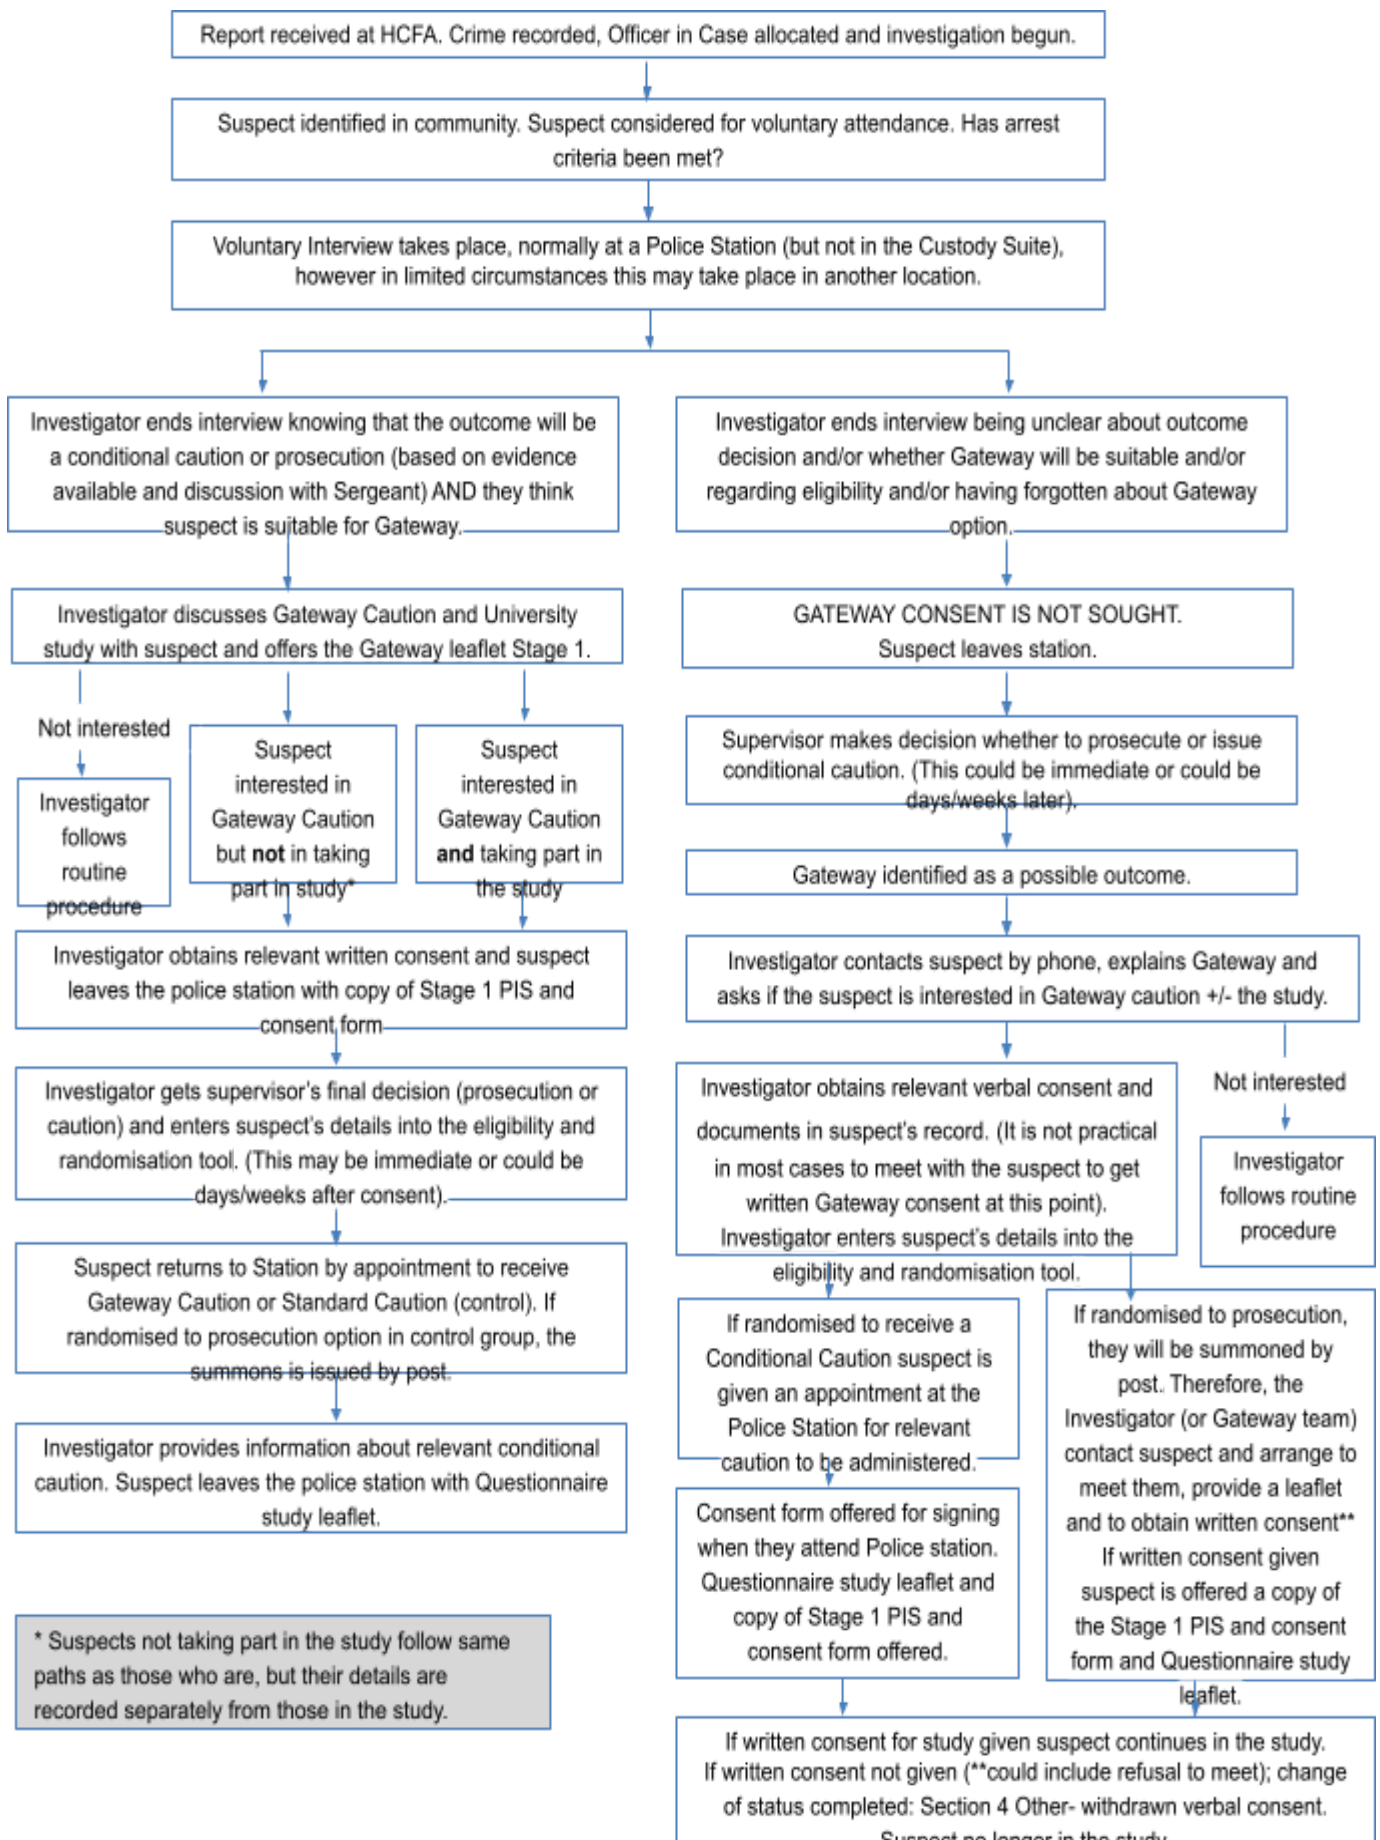 Report received at HCFA. Crime recorded, Officer in Case allocated and investigation begun.
Suspect identified in community. Suspect considered for voluntary attendance. Has arrest
criteria been met?
Voluntary Interview takes place, normally at a Police Station (but not in the Custody Suite),
however in limited circumstances this may take place in another location.
Investigator ends interview knowing that the outcome will be
a conditional caution or prosecution (based on evidence
available and discussion with Sergeant) AND they think
suspect is suitable for Gateway.
Investigator discusses Gateway Caution and University
study with suspect and offers the Gateway leaflet Stage 1.
Not interested
Investigator
follows
routine
procedure
Suspect
interested in
Gateway Caution
but not in taking
part in study*
Suspect
interested in
Gateway Caution
and taking part in
the study
Investigator obtains relevant written consent and suspect
leaves the police station with copy of Stage 1 PIS and
consent form
Investigator gets supervisor's final decision (prosecution or
caution) and enters suspect's details into the eligibility and
randomisation tool. (This may be immediate or could be
days/weeks after consent).
Suspect returns to Station by appointment to receive
Gateway Caution or Standard Caution (control). If
randomised to prosecution option in control group, the
summons is issued by post.
Investigator provides information about relevant conditional
caution. Suspect leaves the police station with Questionnaire
study leaflet.
* Suspects not taking part in the study follow same
paths as those who are, but their details are
recorded separately from those in the study.
Investigator ends interview being unclear about outcome
decision and/or whether Gateway will be suitable and/or
regarding eligibility and/or having forgotten about Gateway
option.
GATEWAY CONSENT IS NOT SOUGHT.
Suspect leaves station.
Supervisor makes decision whether to prosecute or issue
conditional caution. (This could be immediate or could be
days/weeks later).
Gateway identified as a possible outcome.
Investigator contacts suspect by phone, explains Gateway and
asks if the suspect is interested in Gateway caution +/- the study.
Investigator obtains relevant verbal consent and
documents in suspect's record. (It is not practical
in most cases to meet with the suspect to get
written Gateway consent at this point).
Investigator enters suspect's details into the
eligibility and randomisation tool.
Not interested
Investigator
follows routine
procedure
If randomised to receive a
Conditional Caution suspect is
given an appointment at the
Police Station for relevant
caution to be administered.
Consent form offered for signing
when they attend Police station.
Questionnaire study leaflet and
copy of Stage 1 PIS and
consent form offered.
If randomised to prosecution,
they will be summoned by
post. Therefore, the
Investigator (or Gateway team)
contact suspect and arrange to
meet them, provide a leaflet
and to obtain written consent**
If written consent given
suspect is offered a copy of
the Stage 1 PIS and consent
form and Questionnaire study
leaflet.
If written consent for study given suspect continues in the study.
If written consent not given (**could include refusal to meet); change
of status completed: Section 4 Other- withdrawn verbal consent.
Suspect no longer in the study